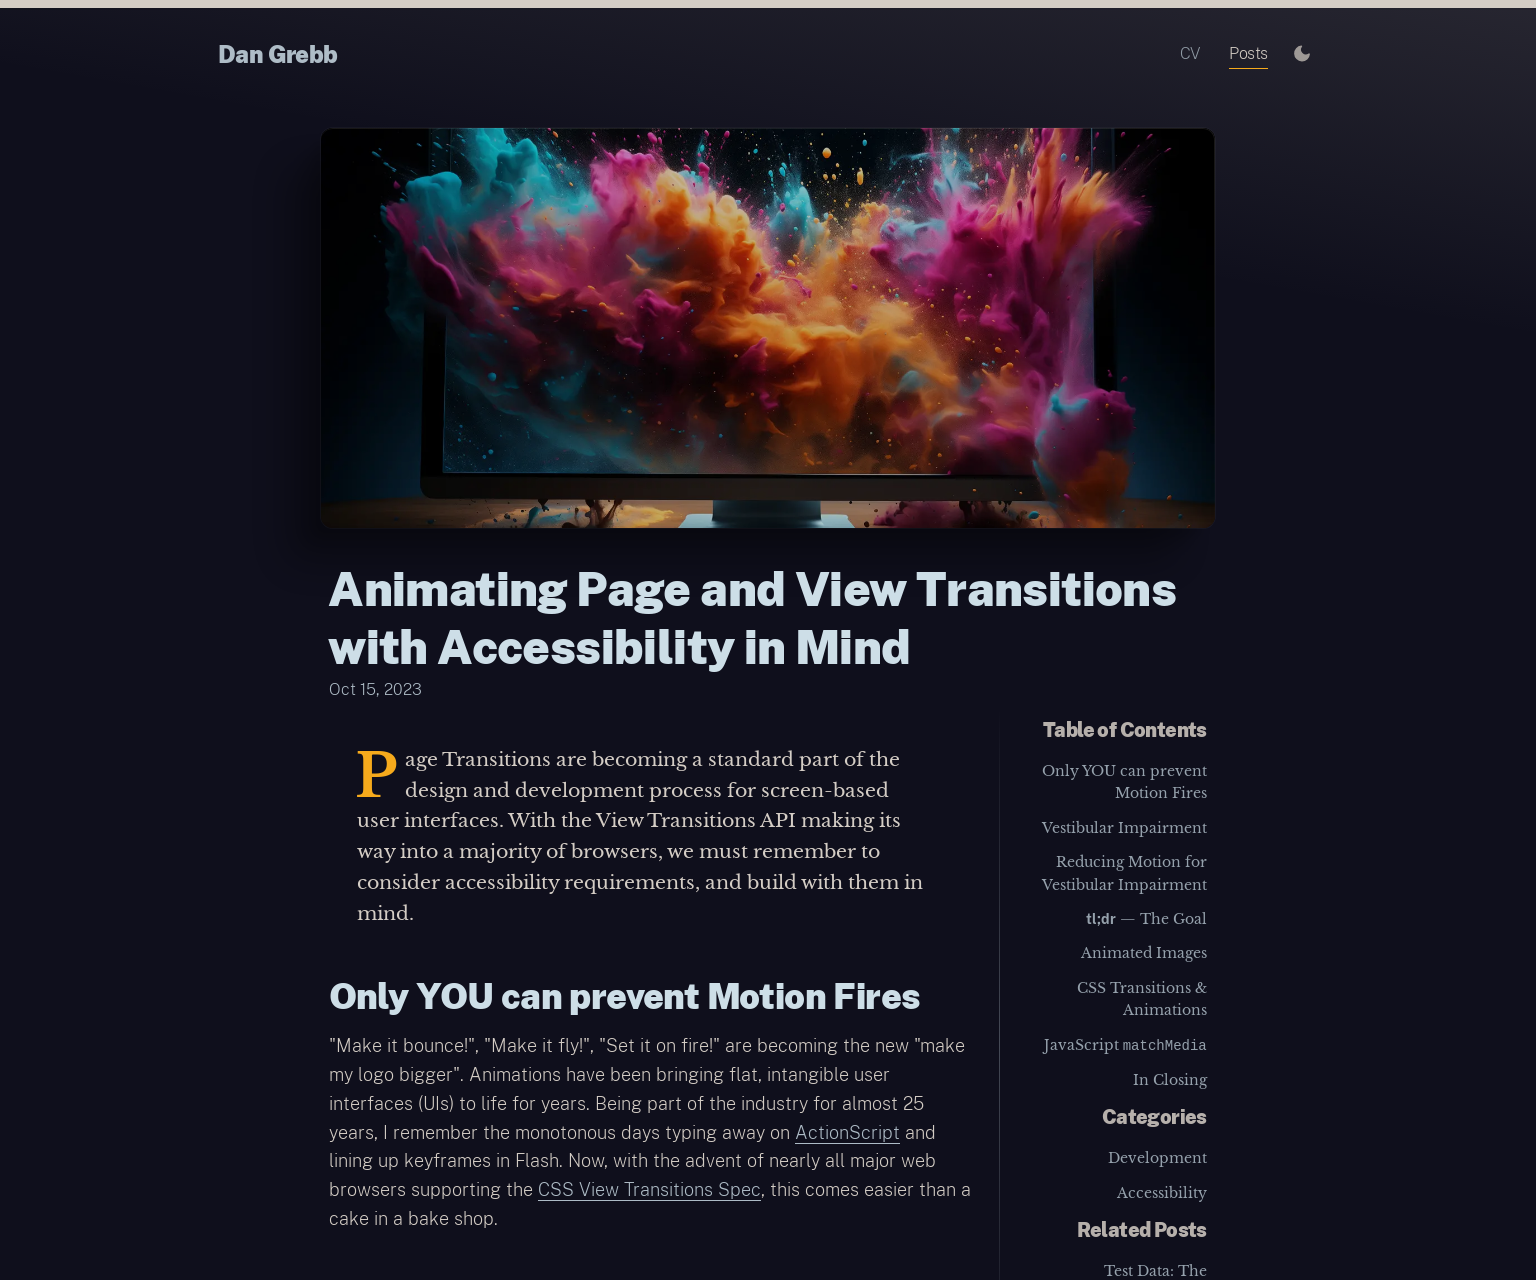 Dan Grebb
CV
Posts
Animating Page and View Transitions
with Accessibility in Mind
Oct 15, 2023
Page Transitions are becoming a standard part of the
design and development process for screen-based
user interfaces. With the View Transitions API making its
way into a majority of browsers, we must remember to
consider accessibility requirements, and build with them in
mind.
Only YOU can prevent Motion Fires
"Make it bounce!", "Make it fly!", "Set it on fire!" are becoming the new "make
my logo bigger". Animations have been bringing flat, intangible user
interfaces (UIs) to life for years. Being part of the industry for almost 25
years, I remember the monotonous days typing away on ActionScript and
lining up keyframes in Flash. Now, with the advent of nearly all major web
browsers supporting the CSS View Transitions Spec, this comes easier than a
cake in a bake shop.
Table of Contents
Only YOU can prevent
Motion Fires
Vestibular Impairment
Reducing Motion for
Vestibular Impairment
tl;dr — The Goal
Animated Images
CSS Transitions &
Animations
JavaScript matchMedia
In Closing
Categories
Development
Accessibility
Related Posts
Test Data: The